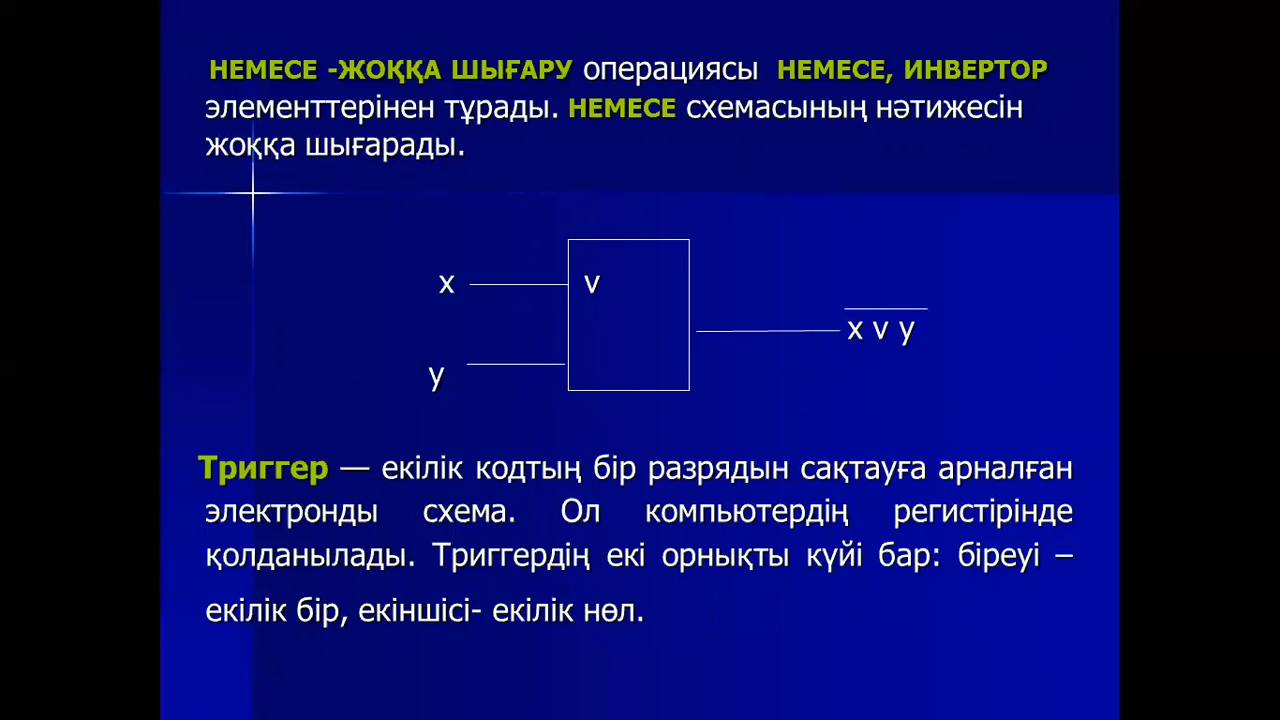 НЕМЕСЕ -ЖОҚҚА ШЫҒАРУ операциясы НЕМЕСЕ, ИНВЕРТОР
элементтерінен тұрады. НЕМЕСЕ схемасының нәтижесін
жоққа шығарады.
x v
x v y
y
Триггер — екілік кодтың бір разрядын сақтауға арналған
электронды схема. Ол компьютердің регистірінде
қолданылады. Триггердің екі орнықты күйі бар: біреуі –
екілік бір, екіншісі- екілік нөл.